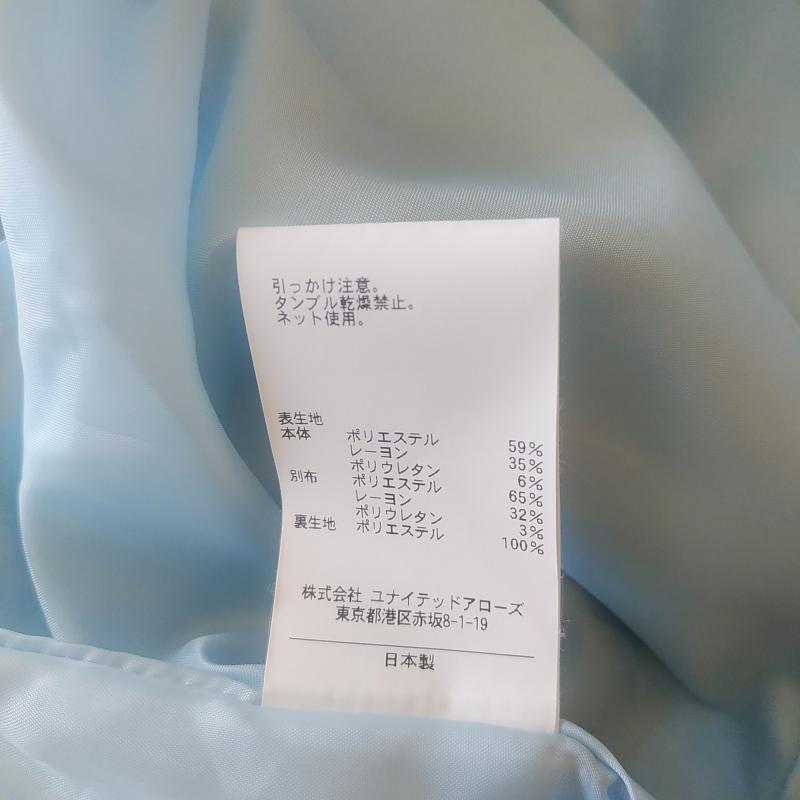 引っかけ注意。
タンブル乾燥禁止。
ネット使用。
表生地
本体 ポリエステル 59%
レーヨン 35%
ポリウレタン 6%
別布 ポリエステル 65%
レーヨン 32%
ポリウレタン 3%
裏生地 ポリエステル 100%
株式会社 ユナイテッドアローズ
東京都港区赤坂8-1-19
日本製